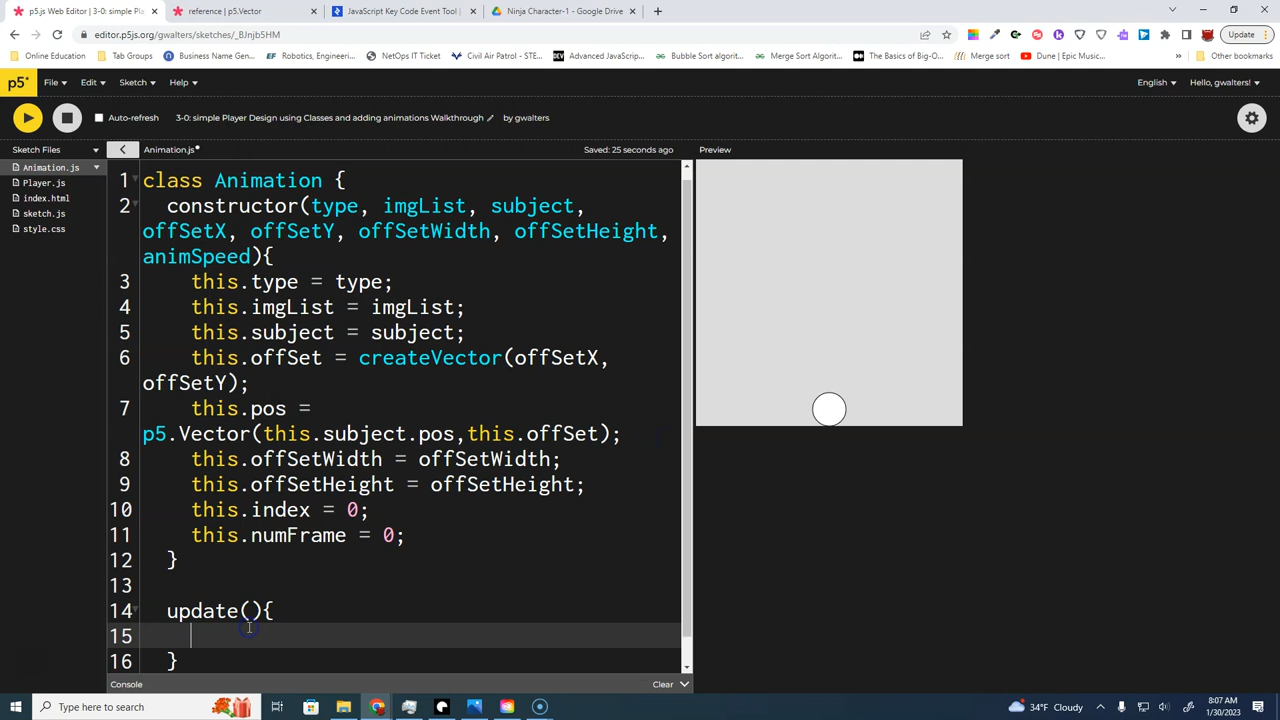 p5.js Web Editor | 3-0: simple Pla
reference | p5.Vector
JavaScript Key Code Event Tool |
Ninja Character-1 - Google Drive
editor.p5js.org/gwalters/sketches/_BJnjb5HM
Update
Online Education
Tab Groups
Business Name Gener...
EF Robotics, Engineeri...
NetOps IT Ticket
Civil Air Patrol - STE...
DEV Advanced JavaScript...
Bubble Sort algorit...
Merge Sort Algorith...
The Basics of Big-O...
Merge sort
Dune | Epic Music...
»
Other bookmarks
p5*
File
Edit
Sketch
Help
English
Hello, gwalters!
Auto-refresh
3-0: simple Player Design using Classes and adding animations Walkthrough
by gwalters
Sketch Files
Animation.js
Saved: 25 seconds ago
Preview
Animation.js
Player.js
index.html
sketch.js
style.css
1 class Animation {
2 constructor(type, imgList, subject,
offSetX, offSetY, offSetWidth, offSetHeight,
animSpeed){
3 this.type = type;
4 this.imgList = imgList;
5 this.subject = subject;
6 this.offSet = createVector(offSetX,
offSetY);
7 this.pos =
p5.Vector(this.subject.pos,this.offSet);
8 this.offSetWidth = offSetWidth;
9 this.offSetHeight = offSetHeight;
10 this.index = 0;
11 this.numFrame = 0;
12 }
13
14 update(){
15
16 }
Console
Clear
Type here to search
34°F Cloudy
8:07 AM
1/30/2023